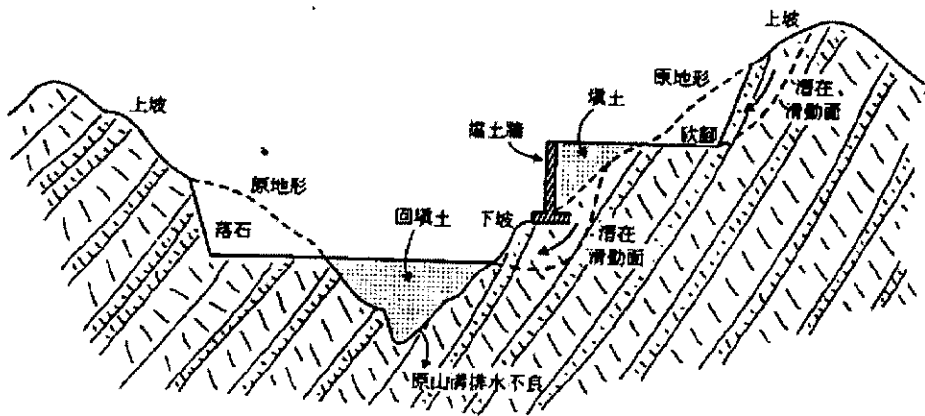 上坡
原地形
潛在
滑動面
填土
擋土牆
砍腳
上坡
原地形
回填土
下坡
落石
潛在
滑動面
原山溝排水不良